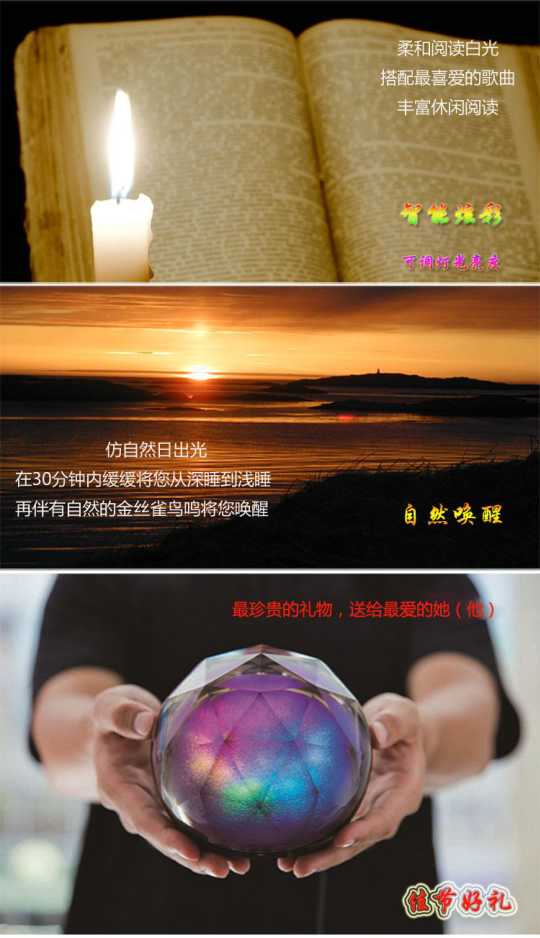 柔和阅读白光
搭配最喜爱的歌曲
丰富休闲阅读
智能炫彩
可调灯光亮度
仿自然日出光
在30分钟内缓缓将您从深睡到浅睡
再伴有自然的金丝雀鸟鸣将您唤醒
自然唤醒
最珍贵的礼物，送给最爱的她（他）
佳节好礼